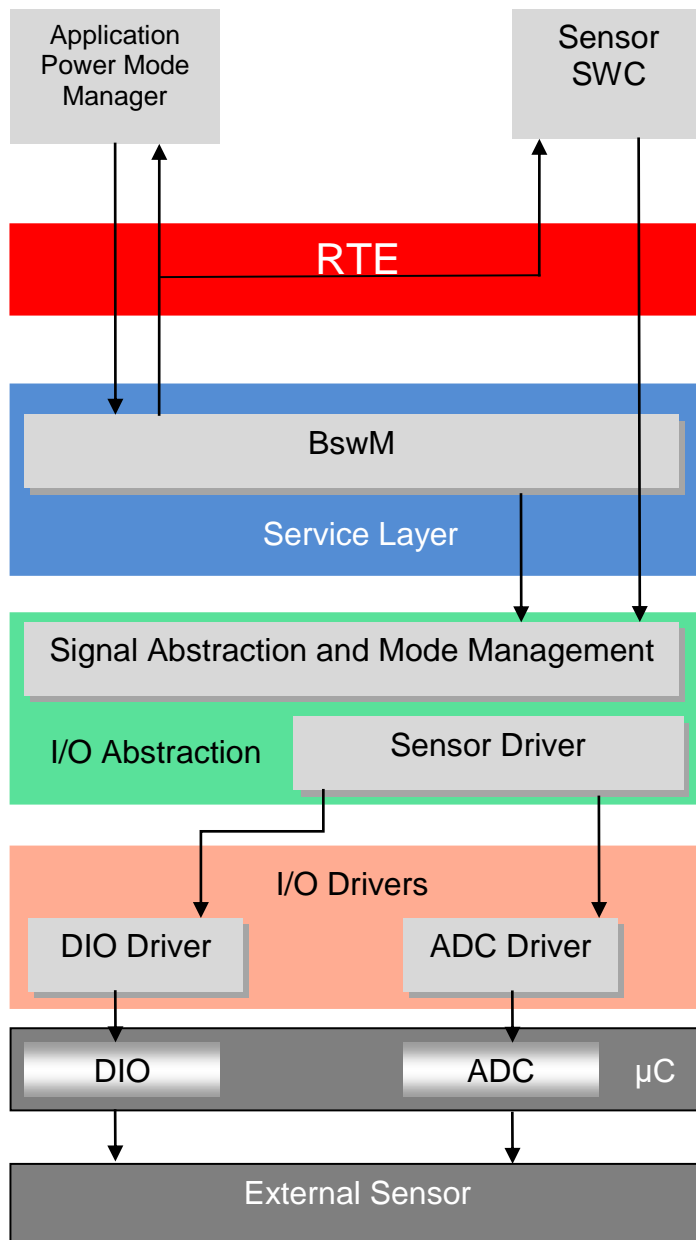 Application
Power Mode
Manager
Sensor
SWC
RTE
BswM
Service Layer
Signal Abstraction and Mode Management
I/O Abstraction
Sensor Driver
I/O Drivers
DIO Driver
ADC Driver
DIO
ADC
µC
External Sensor